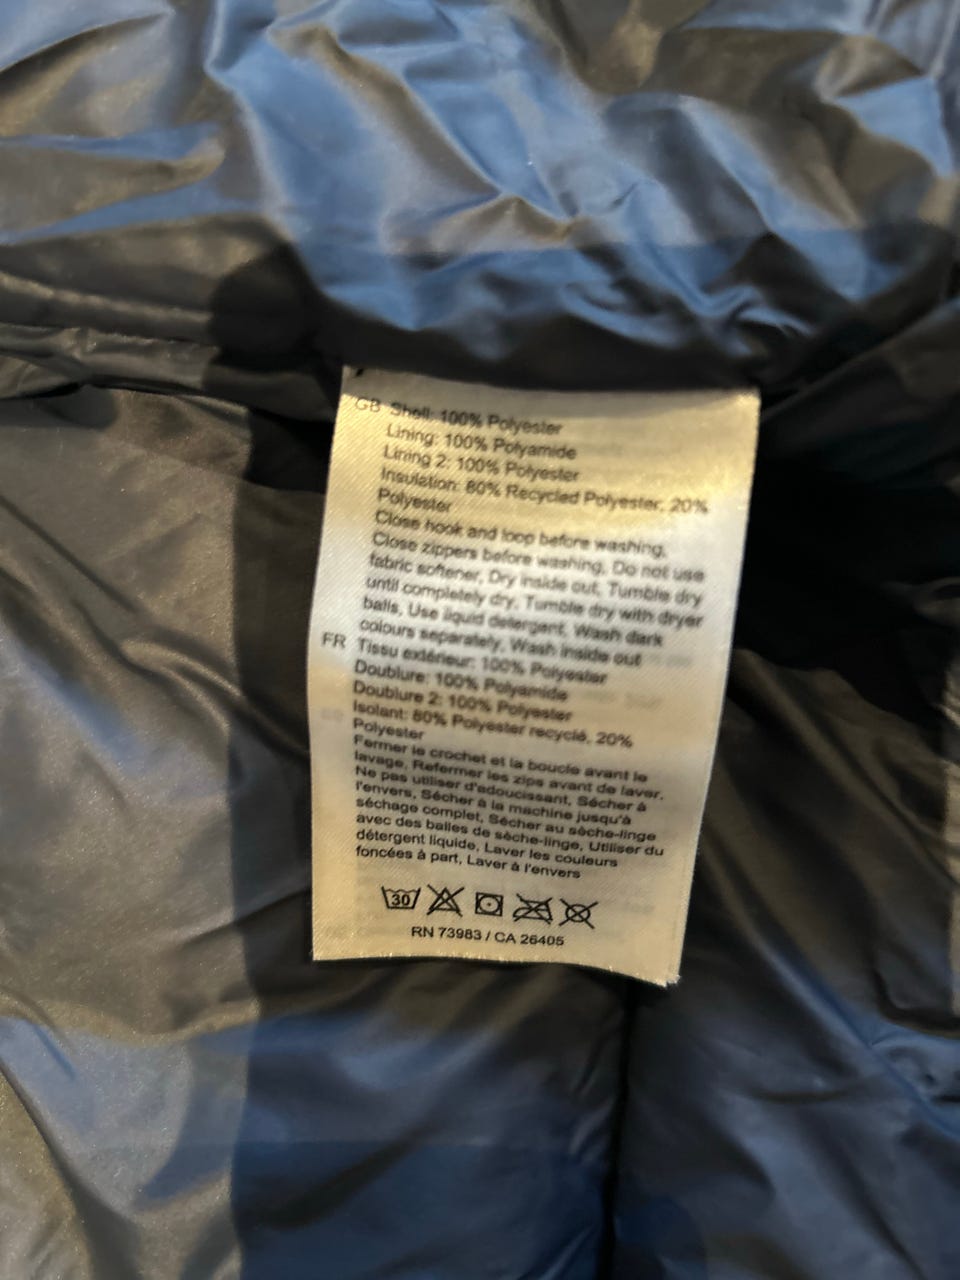 GB Shell: 100% Polyester
Lining: 100% Polyamide
Lining 2: 100% Polyester
Insulation: 80% Recycled Polyester, 20%
Polyester
Close hook and loop before washing,
Close zippers before washing, Do not use
fabric softener, Dry inside out, Tumble dry
until completely dry, Tumble dry with dryer
balls, Use liquid detergent, Wash dark
colours separately, Wash inside out
FR Tissu extérieur: 100% Polyester
Doublure: 100% Polyamide
Doublure 2: 100% Polyester
Isolant: 80% Polyester recyclé, 20%
Polyester
Fermer le crochet et la boucle avant le
lavage, Refermer les zips avant de laver,
Ne pas utiliser d'adoucissant, Sécher à
l'envers, Sécher à la machine jusqu'à
séchage complet, Sécher au sèche-linge
avec des balles de sèche-linge, Utiliser du
détergent liquide, Laver les couleurs
foncées à part, Laver à l'envers
30
RN 73983 / CA 26405